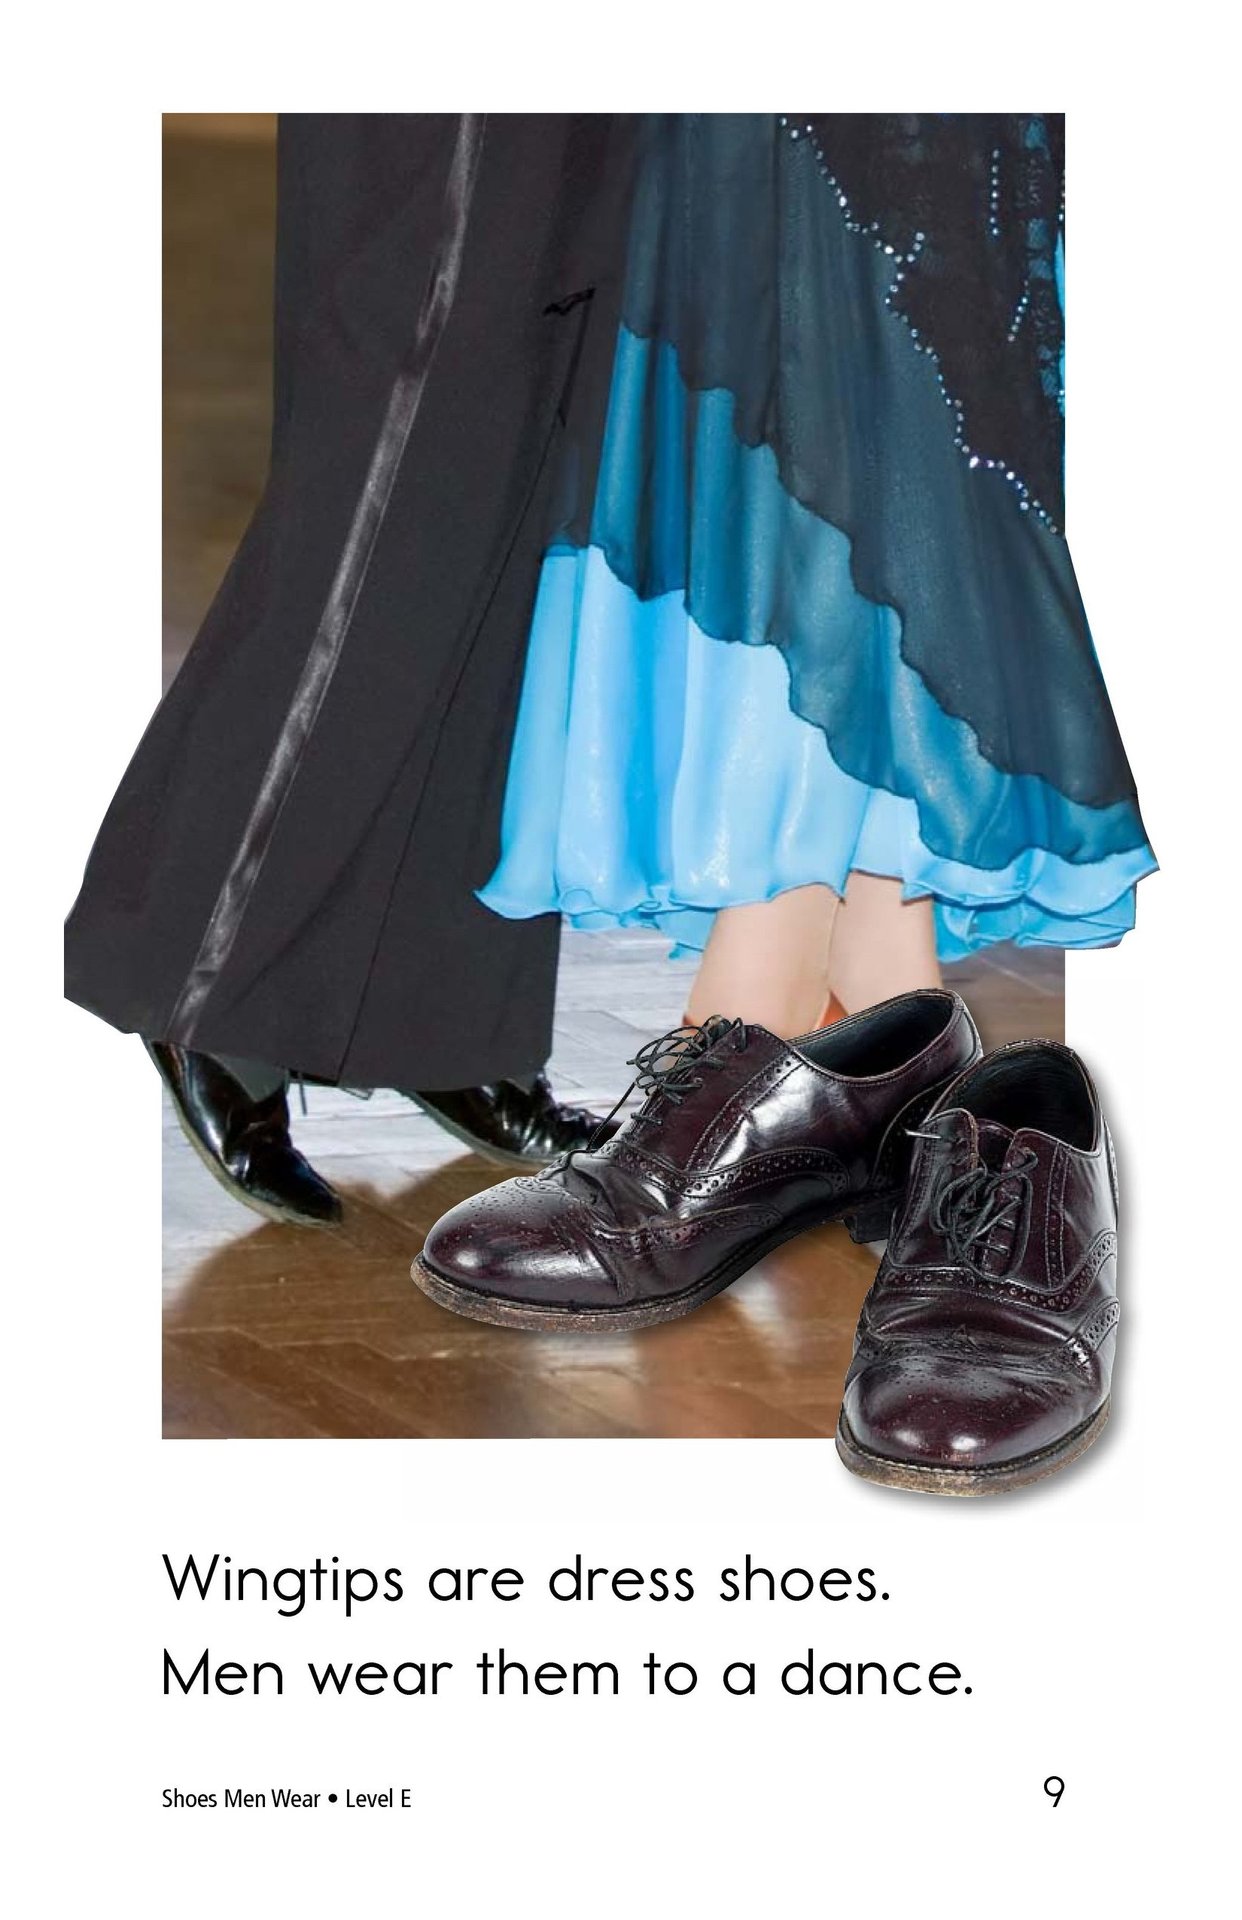 Wingtips are dress shoes.
Men wear them to a dance.
Shoes Men Wear • Level E
9